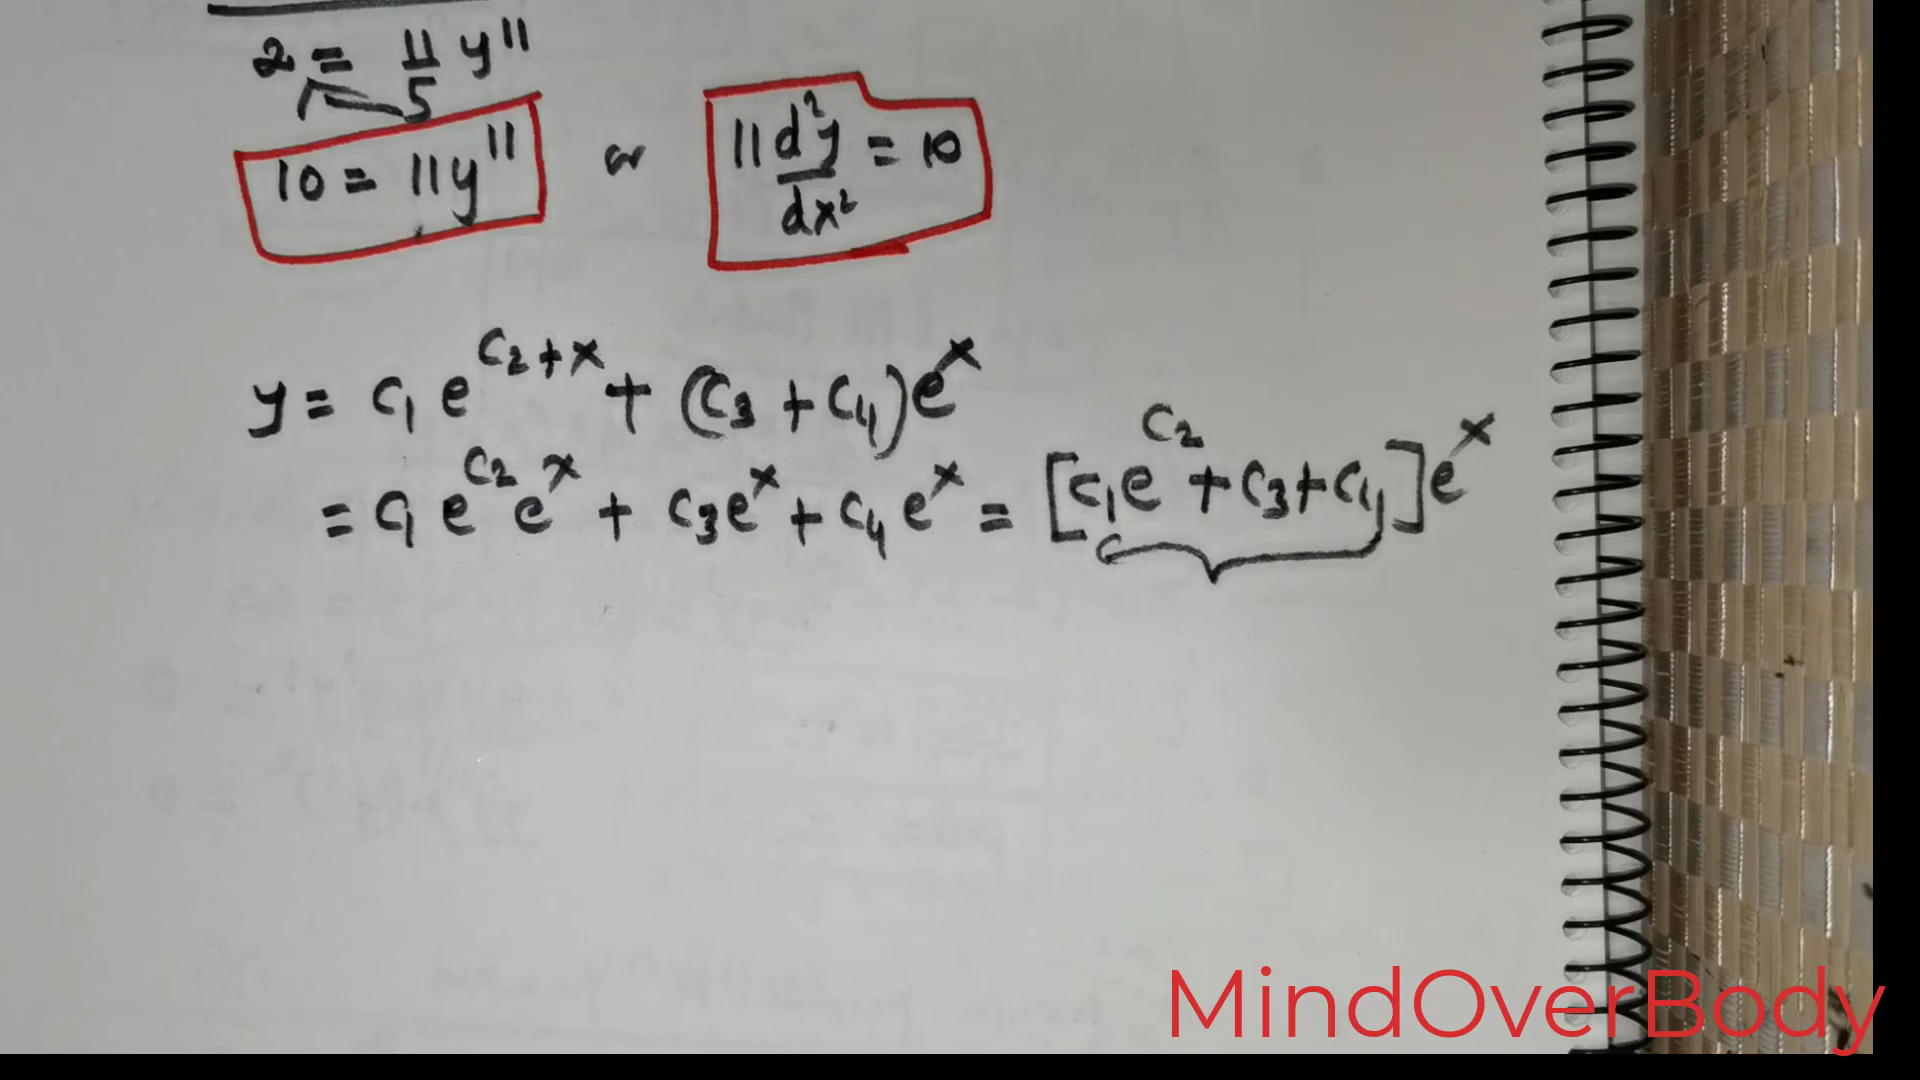 2 = 11/5 y"
10 = 11y" or 11 d²y/dx² = 10
y = c₁ e^(c₂+x) + (c₃ + c₄)e^x
= c₁ e^c₂ e^x + c₃e^x + c₄ e^x = [c₁e^c₂ + c₃ + c₄]e^x
MindOverBody